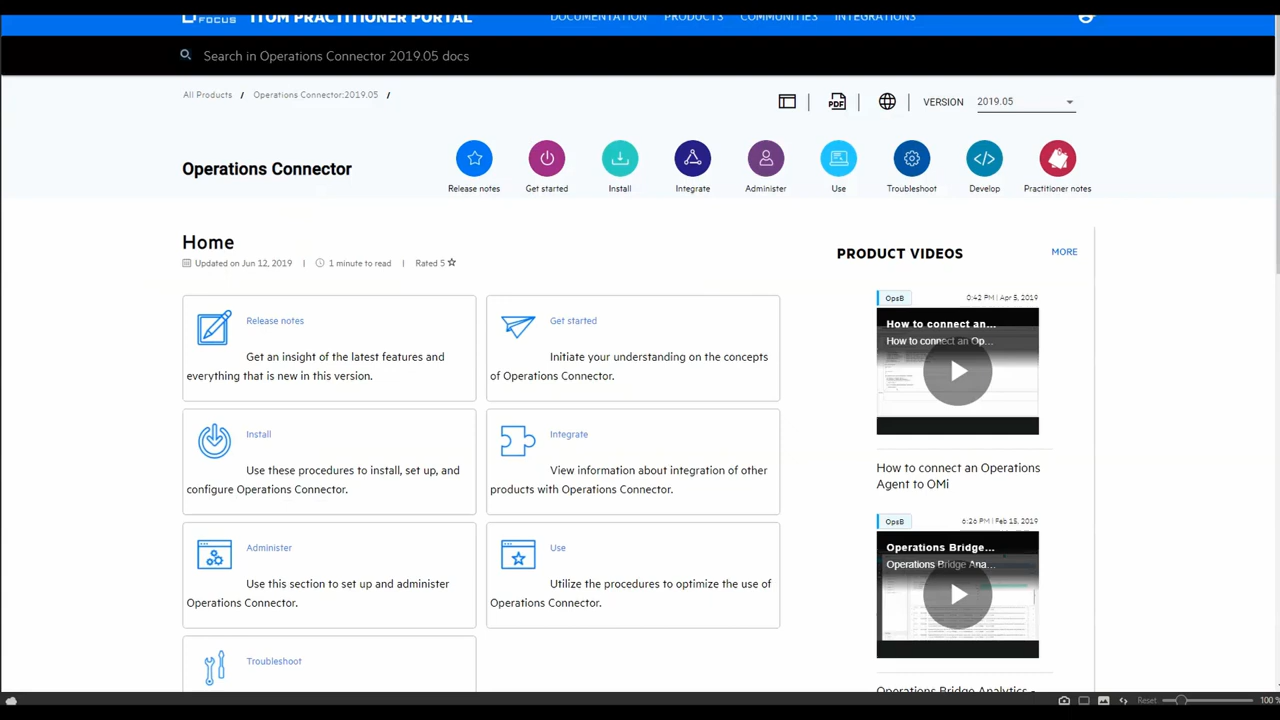 FOCUS ITOM PRACTITIONER PORTAL DOCUMENTATION PRODUCTS COMMUNITIES INTEGRATIONS
Search in Operations Connector 2019.05 docs
All Products / Operations Connector:2019.05 /
PDF VERSION 2019.05
Operations Connector
Release notes Get started Install Integrate Administer Use Troubleshoot Develop Practitioner notes
Home
Updated on Jun 12, 2019 | 1 minute to read | Rated 5
Release notes
Get an insight of the latest features and
everything that is new in this version.
Get started
Initiate your understanding on the concepts
of Operations Connector.
Install
Use these procedures to install, set up, and
configure Operations Connector.
Integrate
View information about integration of other
products with Operations Connector.
Administer
Use this section to set up and administer
Operations Connector.
Use
Utilize the procedures to optimize the use of
Operations Connector.
Troubleshoot
PRODUCT VIDEOS MORE
OpsB 0:42 PM | Apr 5, 2019
How to connect an...
How to connect an Op...
How to connect an Operations
Agent to OMi
OpsB 6:26 PM | Feb 15, 2019
Operations Bridge...
Operations Bridge Ana...
Operations Bridge Analytics -
Reset 100 %